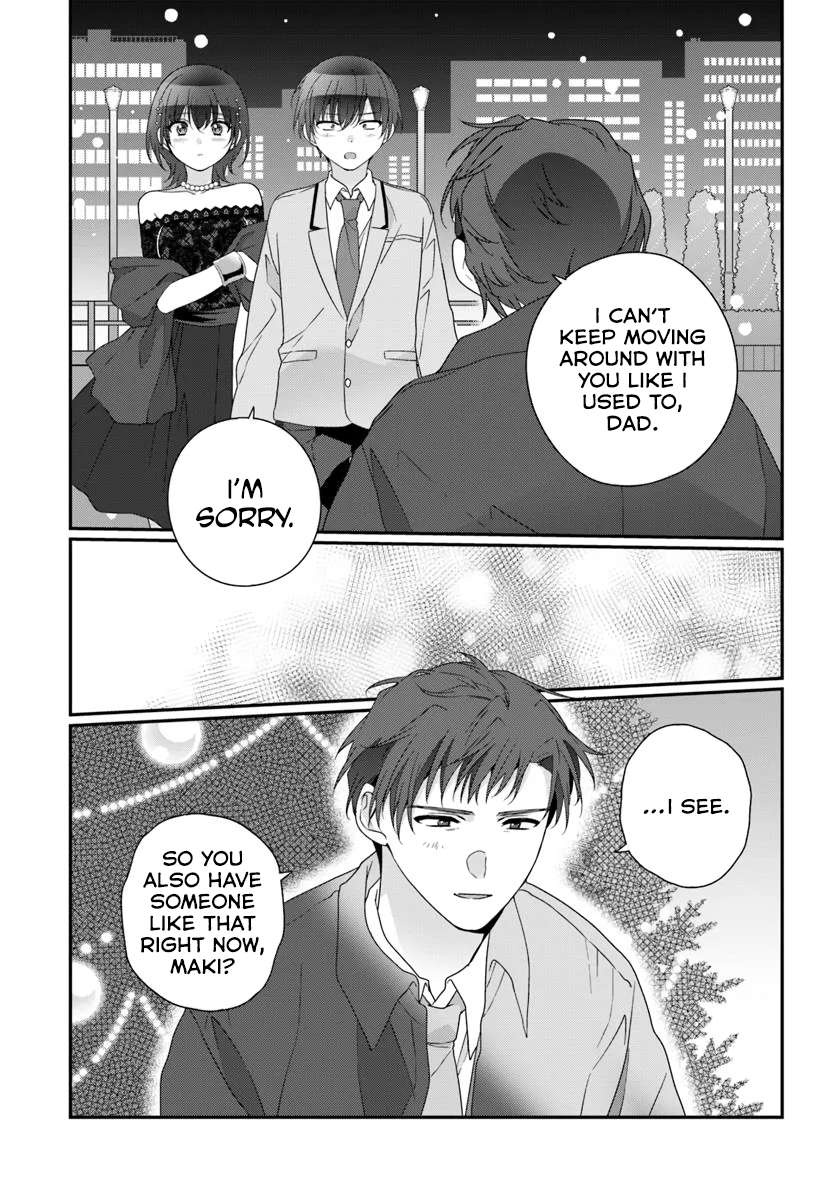 I CAN'T
KEEP MOVING
AROUND WITH
YOU LIKE I
USED TO,
DAD.
I'M
SORRY.
...I SEE.
SO YOU
ALSO HAVE
SOMEONE
LIKE THAT
RIGHT NOW,
MAKI?